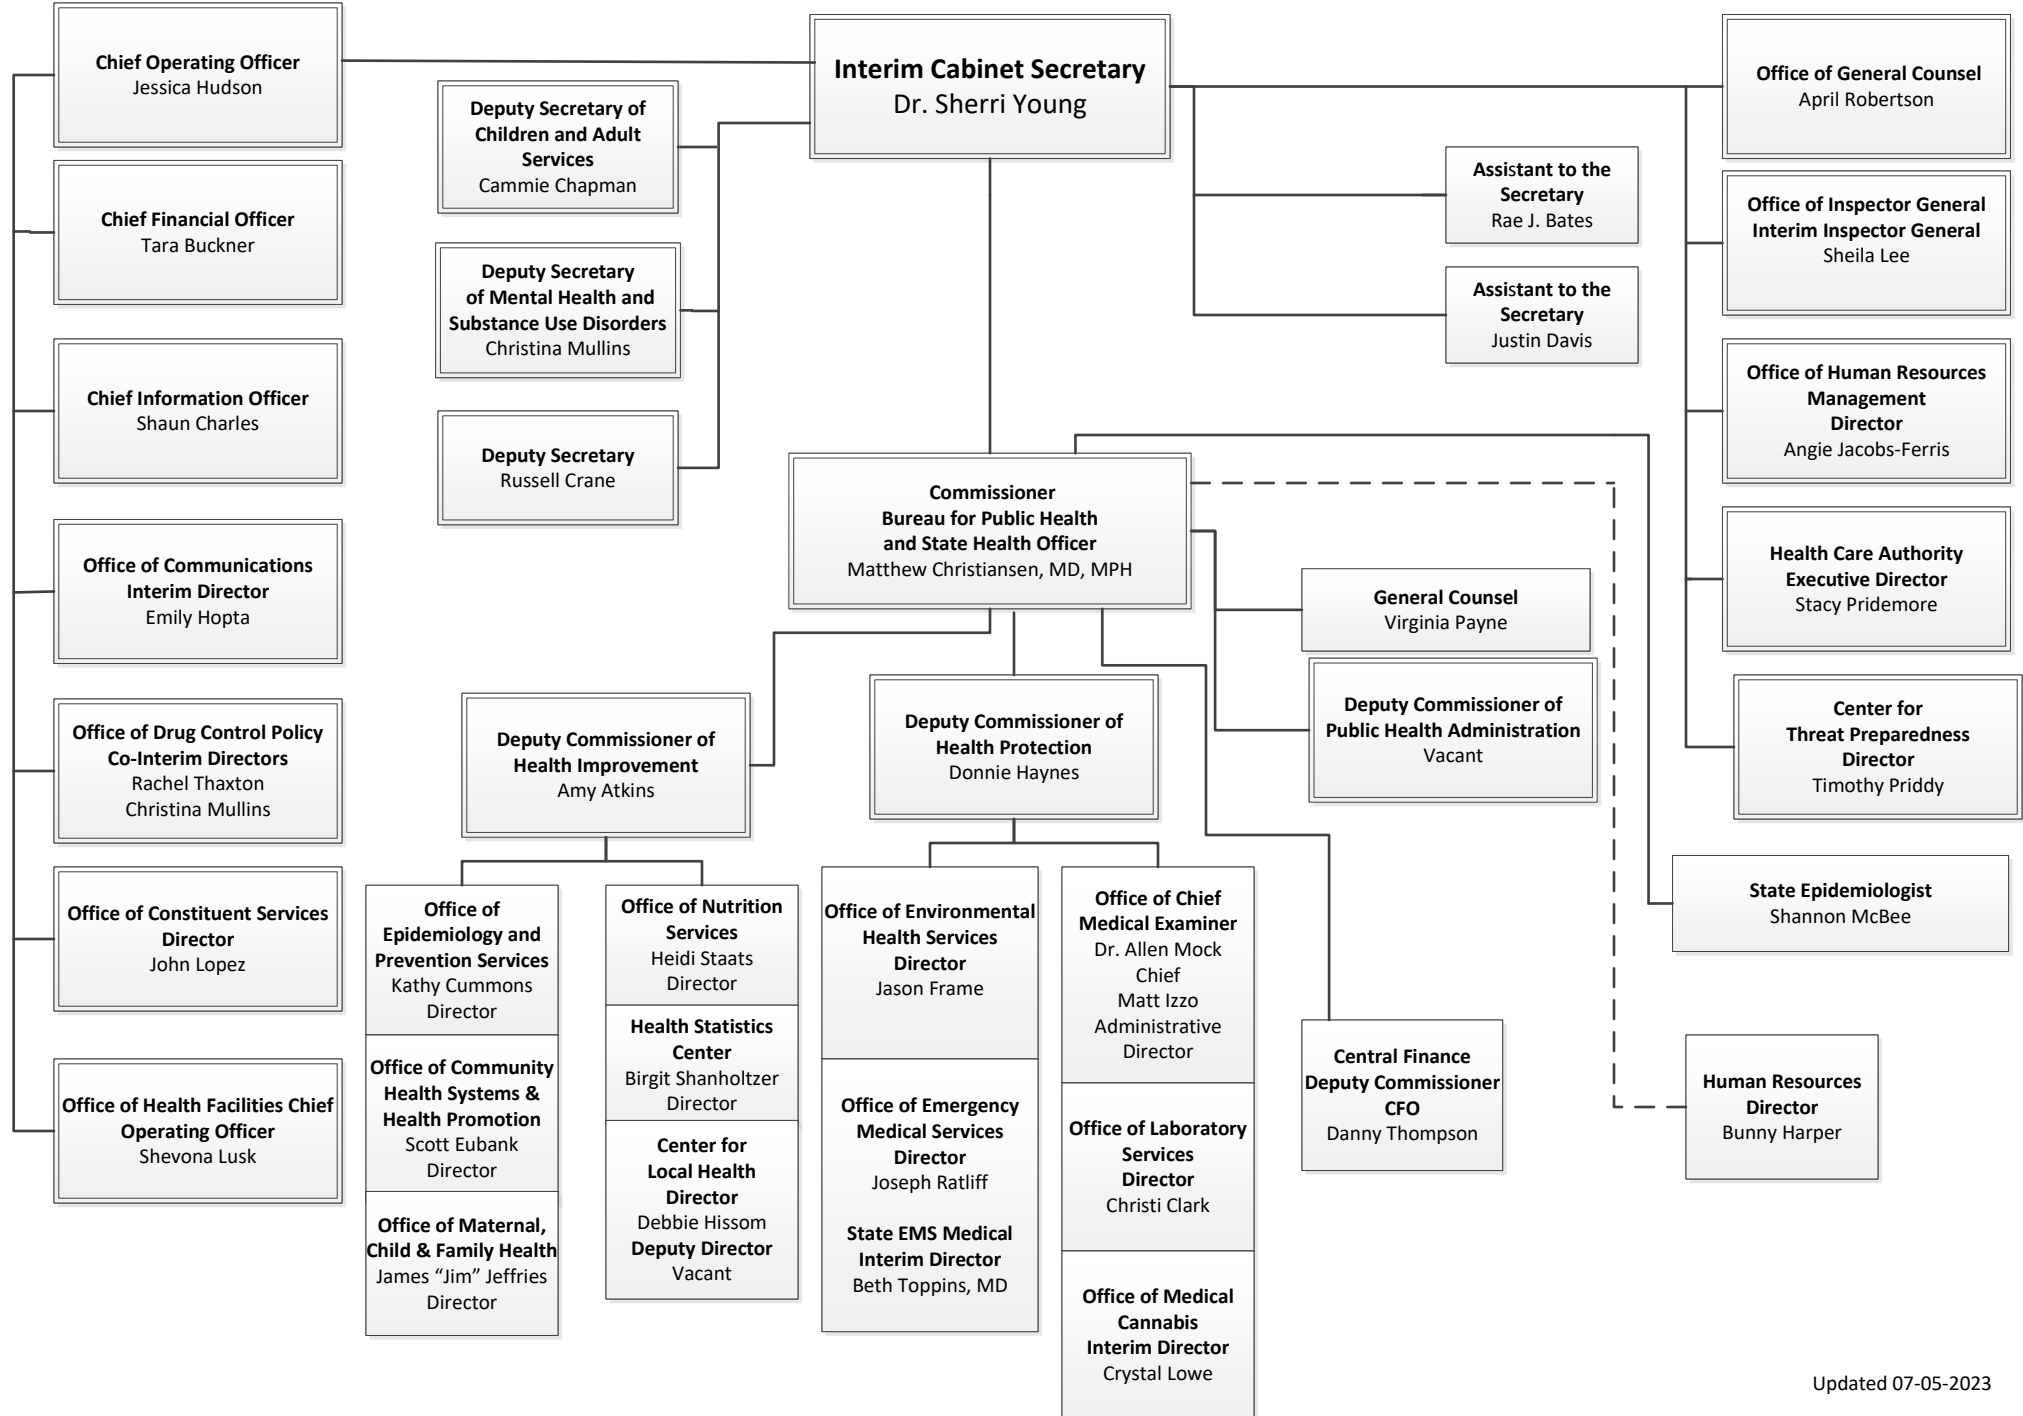 Chief Operating Officer
Jessica Hudson
Chief Financial Officer
Tara Buckner
Chief Information Officer
Shaun Charles
Office of Communications
Interim Director
Emily Hopta
Office of Drug Control Policy
Co-Interim Directors
Rachel Thaxton
Christina Mullins
Office of Constituent Services
Director
John Lopez
Office of Health Facilities Chief
Operating Officer
Shevona Lusk
Interim Cabinet Secretary
Dr. Sherri Young
Deputy Secretary of
Children and Adult
Services
Cammie Chapman
Deputy Secretary
of Mental Health and
Substance Use Disorders
Christina Mullins
Deputy Secretary
Russell Crane
Assistant to the
Secretary
Rae J. Bates
Assistant to the
Secretary
Justin Davis
Office of General Counsel
April Robertson
Office of Inspector General
Interim Inspector General
Sheila Lee
Office of Human Resources
Management
Director
Angie Jacobs-Ferris
Health Care Authority
Executive Director
Stacy Pridemore
Center for
Threat Preparedness
Director
Timothy Priddy
Commissioner
Bureau for Public Health
and State Health Officer
Matthew Christiansen, MD, MPH
General Counsel
Virginia Payne
Deputy Commissioner of
Public Health Administration
Vacant
Deputy Commissioner of
Health Improvement
Amy Atkins
Deputy Commissioner of
Health Protection
Donnie Haynes
State Epidemiologist
Shannon McBee
Office of
Epidemiology and
Prevention Services
Kathy Cummons
Director
Office of Community
Health Systems &
Health Promotion
Scott Eubank
Director
Office of Maternal,
Child & Family Health
James “Jim” Jeffries
Director
Office of Nutrition
Services
Heidi Staats
Director
Health Statistics
Center
Birgit Shanholtzer
Director
Center for
Local Health
Director
Debbie Hissom
Deputy Director
Vacant
Office of Environmental
Health Services
Director
Jason Frame
Office of Emergency
Medical Services
Director
Joseph Ratliff
State EMS Medical
Interim Director
Beth Toppins, MD
Office of Chief
Medical Examiner
Dr. Allen Mock
Chief
Matt Izzo
Administrative
Director
Office of Laboratory
Services
Director
Christi Clark
Office of Medical
Cannabis
Interim Director
Crystal Lowe
Central Finance
Deputy Commissioner
CFO
Danny Thompson
Human Resources
Director
Bunny Harper
Updated 07-05-2023